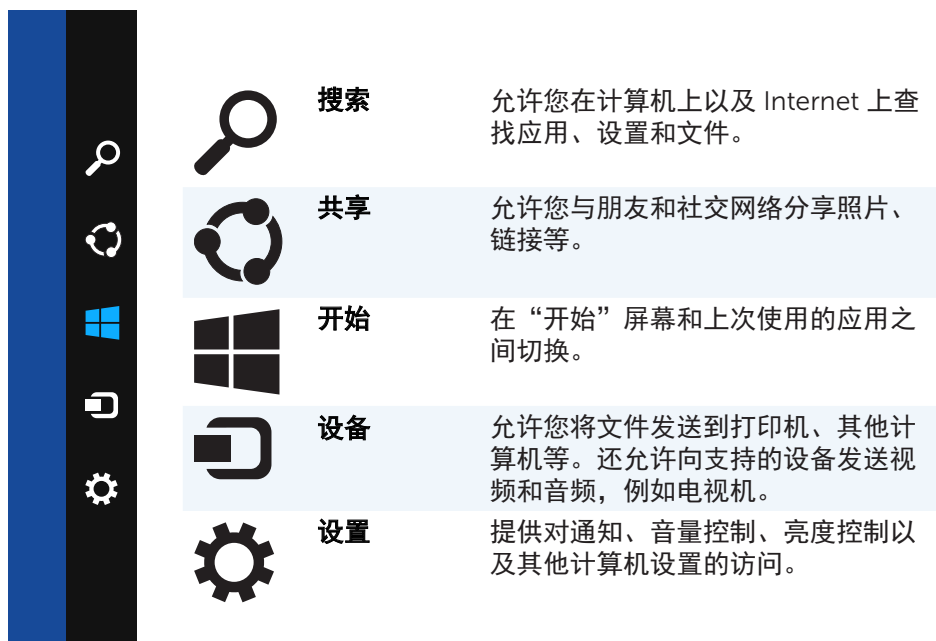 搜索
允许您在计算机上以及 Internet 上查
找应用、设置和文件。
共享
允许您与朋友和社交网络分享照片、
链接等。
开始
在“开始”屏幕和上次使用的应用之
间切换。
设备
允许您将文件发送到打印机、其他计
算机等。还允许向支持的设备发送视
频和音频，例如电视机。
设置
提供对通知、音量控制、亮度控制以
及其他计算机设置的访问。